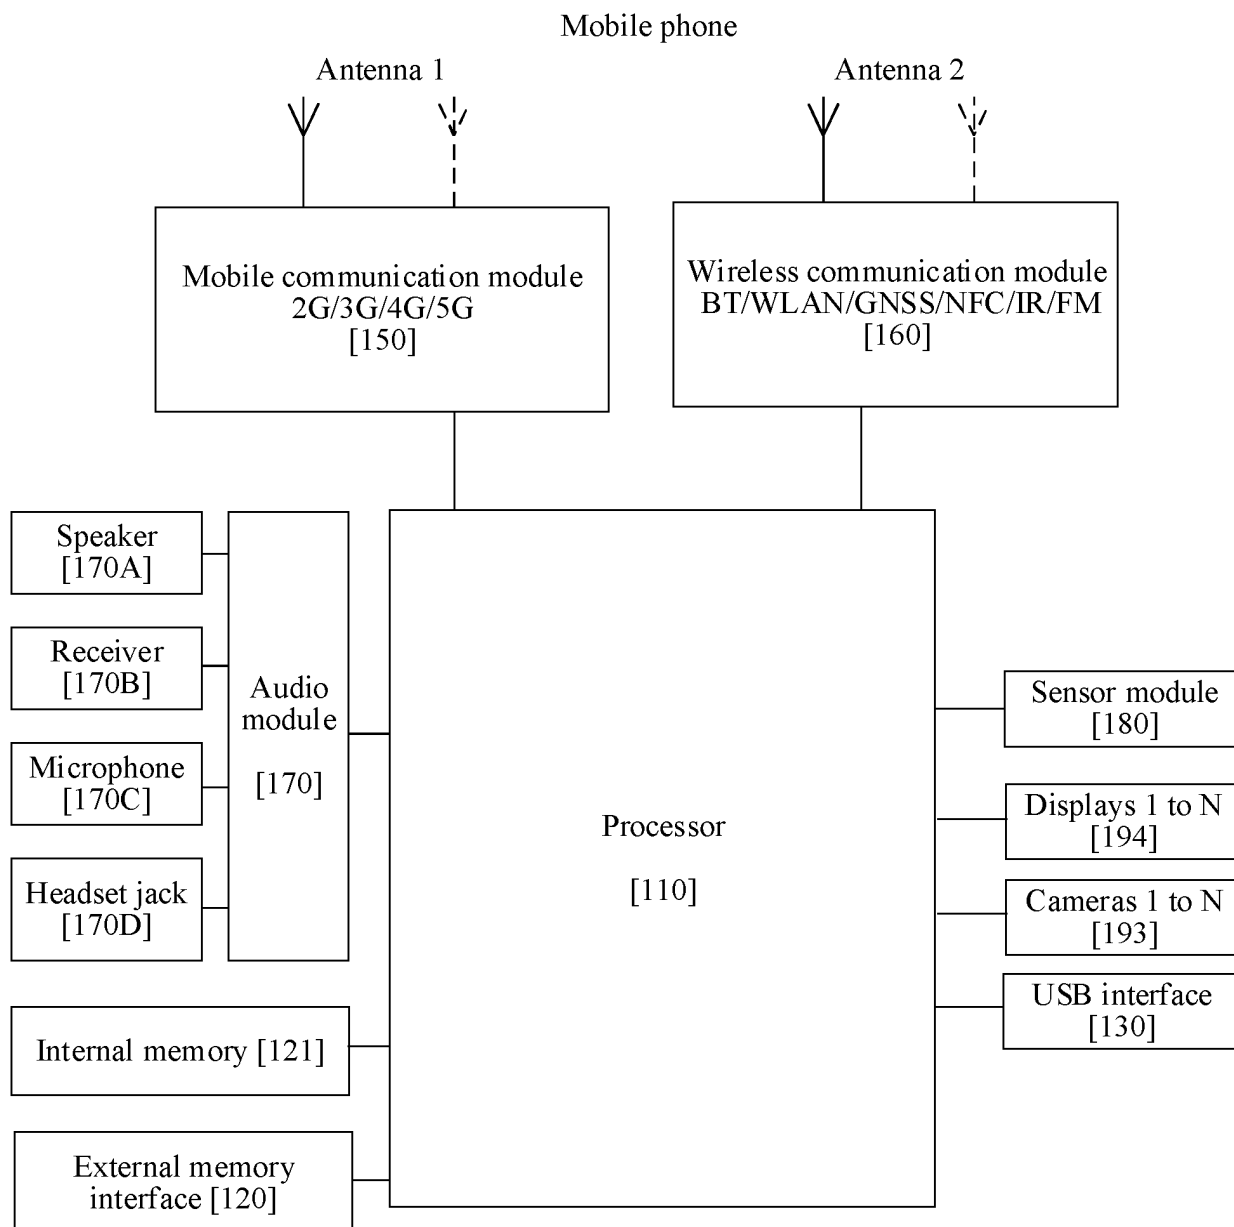 Mobile phone
Antenna 1
Antenna 2
Mobile communication module
2G/3G/4G/5G
[150]
Wireless communication module
BT/WLAN/GNSS/NFC/IR/FM
[160]
Speaker
[170A]
Receiver
[170B]
Microphone
[170C]
Headset jack
[170D]
Audio
module
[170]
Internal memory [121]
External memory
interface [120]
Processor
[110]
Sensor module
[180]
Displays 1 to N
[194]
Cameras 1 to N
[193]
USB interface
[130]